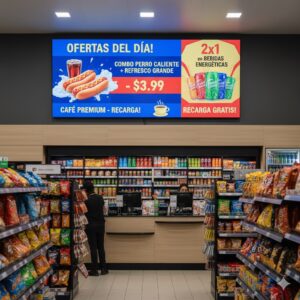 OFERTAS DEL DÍA!
COMBO PERRO CALIENTE
+ REFRESCO GRANDE
- $3.99
CAFÉ PREMIUM - RECARGA!
2x1
en BEBIDAS
ENERGÉTICAS
RECARGA GRATIS!